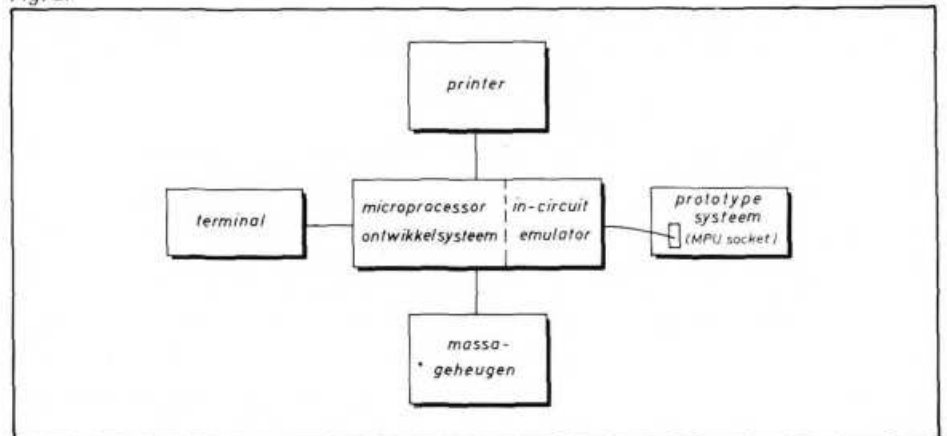 printer
terminal
microprocessor
ontwikkelsysteem
in-circuit
emulator
prototype
systeem
(MPU socket)
massa-
geheugen